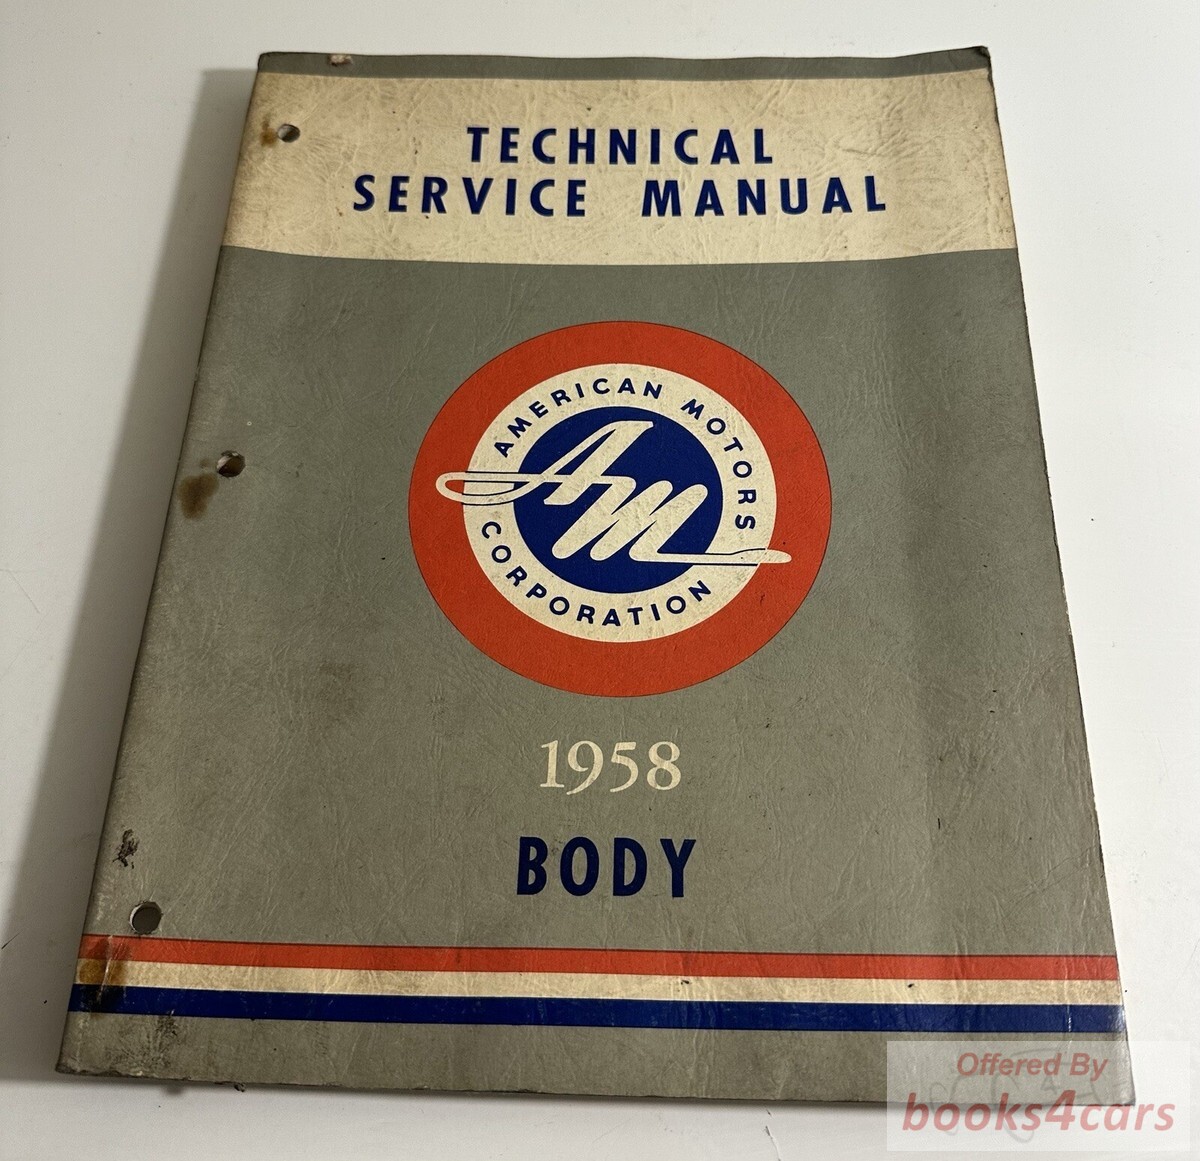 TECHNICAL
SERVICE MANUAL
AMERICAN MOTORS
AM
CORPORATION
1958
BODY
Offered By
books4cars